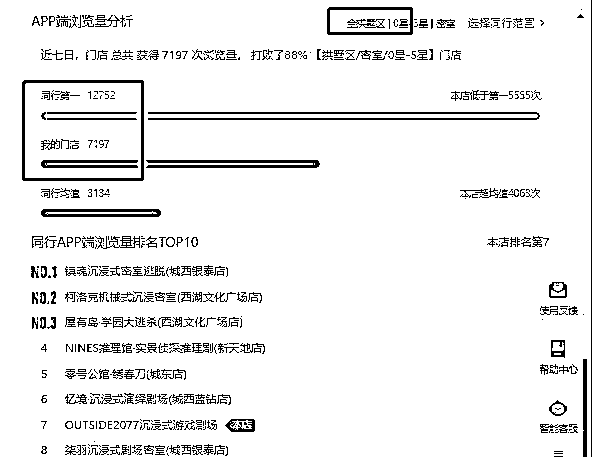 APP端浏览量分析
全拱墅区 | 0星-5星 | 密室 选择同行范围 >
近七日，门店 总共 获得 7197 次浏览量， 打败了88%【拱墅区/密室/0星-5星】门店
同行第一 12752
本店低于第一5555次
我的门店 7197
同行均值 3134
本店超均值4063次
同行APP端浏览量排名TOP10
本店排名第7
NO.1 镇魂沉浸式密室逃脱(城西银泰店)
NO.2 柯洛克机械式沉浸密室(西湖文化广场店)
NO.3 屋有岛·学园大逃杀(西湖文化广场店)
4 NINES推理馆·实景侦探推理剧(新天地店)
5 零号公馆·绣春刀(城东店)
6 忆境·沉浸式演绎剧场(城西蓝钻店)
7 OUTSIDE2077沉浸式游戏剧场 本店
8 柒羽沉浸式剧场密室(城西银泰店)
使用反馈
帮助中心
智能客服